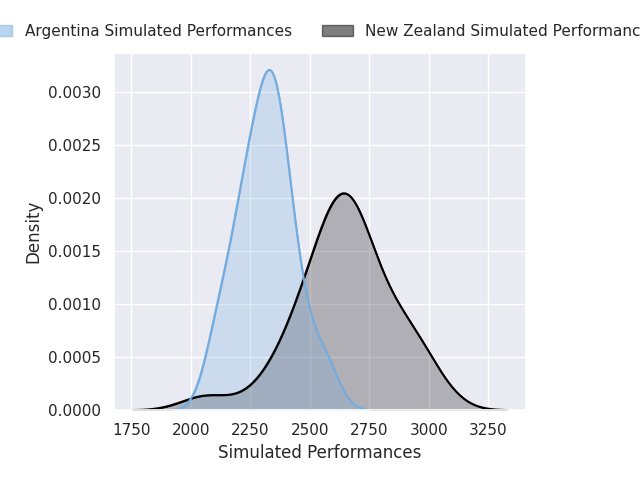 Argentina Simulated Performances New Zealand Simulated Performanc
0.0030
0.0025
0.0020
0.0015
0.0010
0.0005
0.0000
Density
1750 2000 2250 2500 2750 3000 3250
Simulated Performances